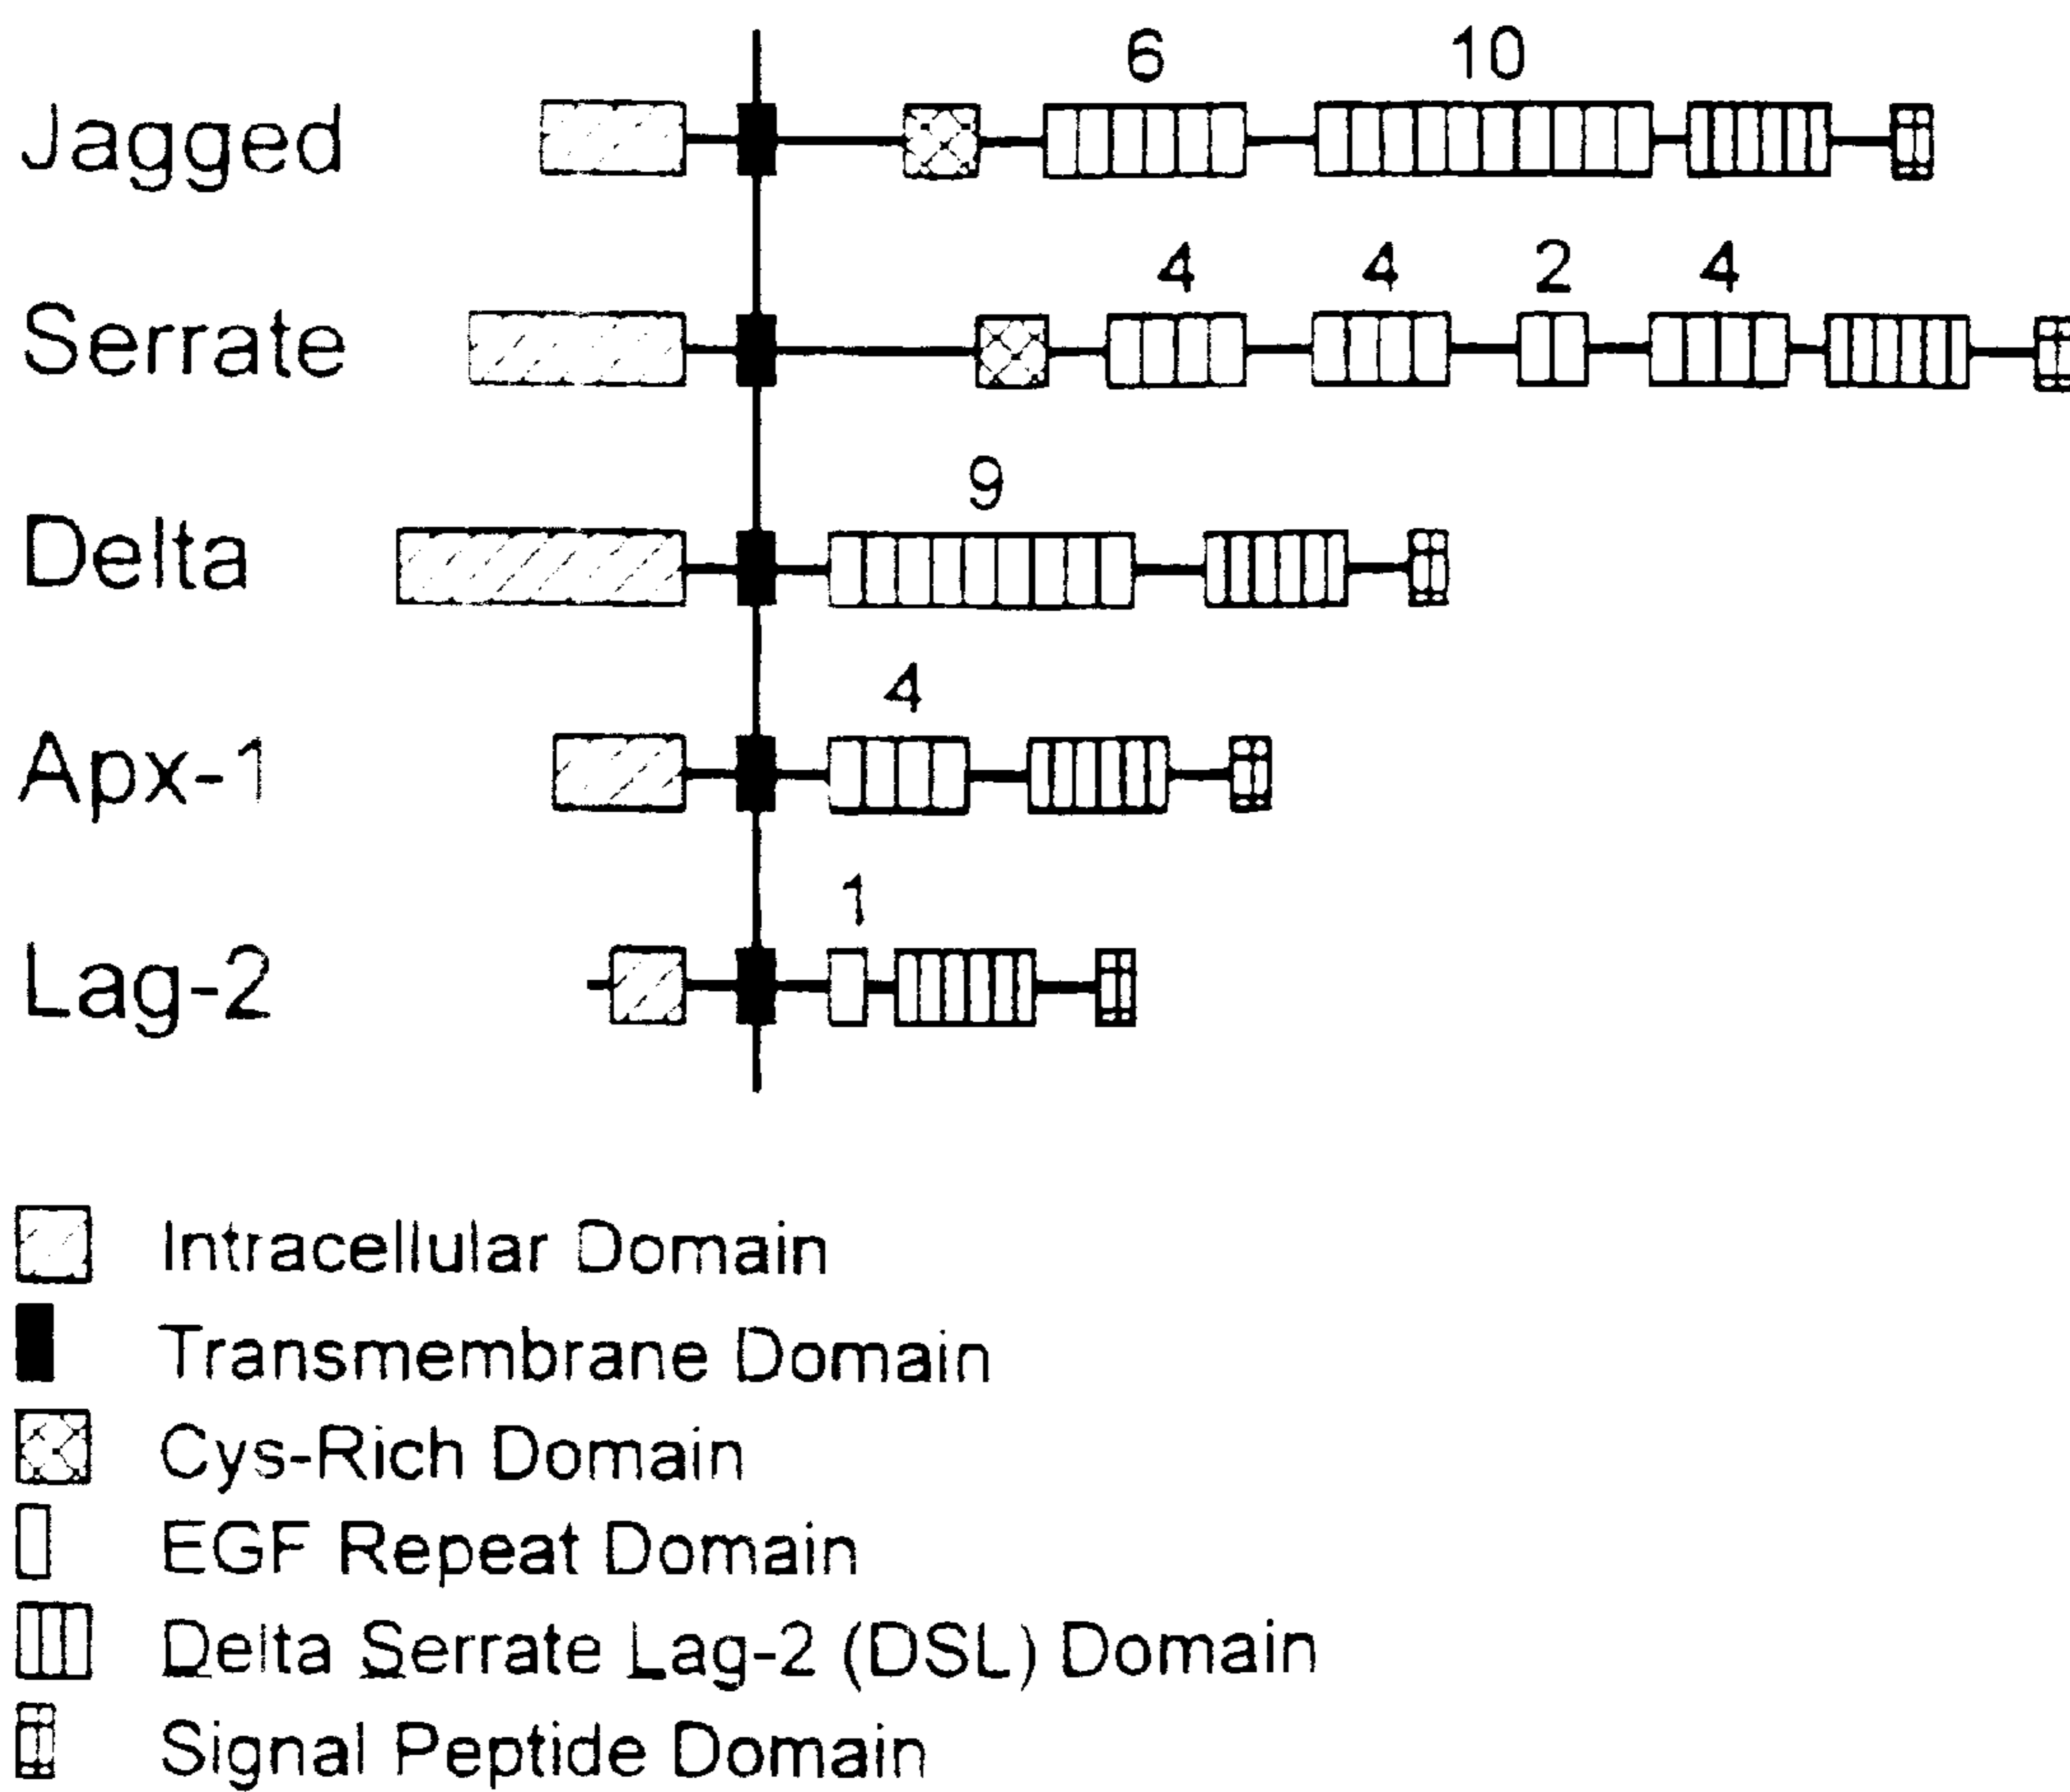 6 10
Jagged
4 4 2 4
Serrate
9
Delta
4
Apx-1
1
Lag-2
Intracellular Domain
Transmembrane Domain
Cys-Rich Domain
EGF Repeat Domain
Delta Serrate Lag-2 (DSL) Domain
Signal Peptide Domain